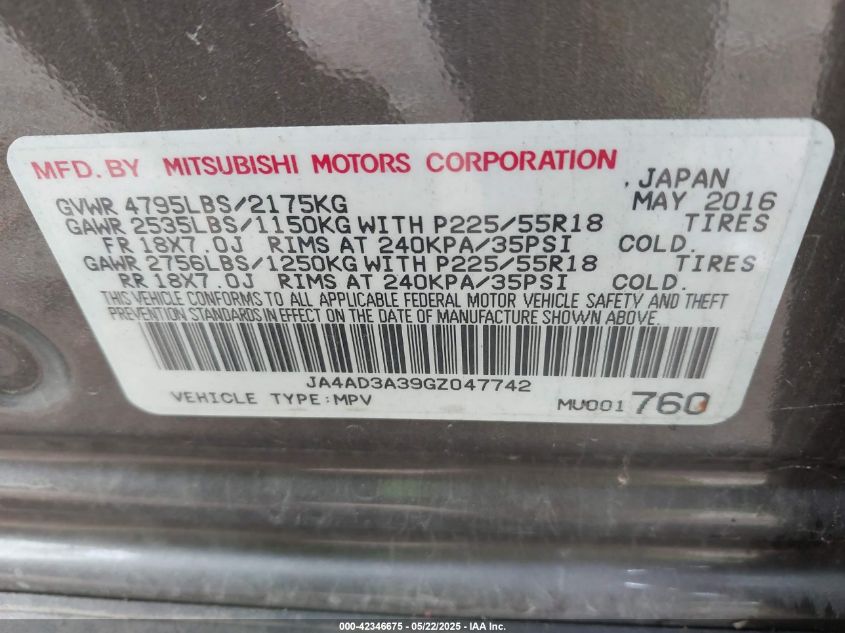 MFD. BY MITSUBISHI MOTORS CORPORATION
, JAPAN
GVWR 4795LBS/2175KG MAY 2016
GAWR 2535LBS/1150KG WITH P225/55R18 TIRES
FR 18X7.0J RIMS AT 240KPA/35PSI COLD.
GAWR 2756LBS/1250KG WITH P225/55R18 TIRES
RR 18X7.0J RIMS AT 240KPA/35PSI COLD.
THIS VEHICLE CONFORMS TO ALL APPLICABLE FEDERAL MOTOR VEHICLE SAFETY AND THEFT
PREVENTION STANDARDS IN EFFECT ON THE DATE OF MANUFACTURE SHOWN ABOVE.
JA4AD3A39GZ047742
VEHICLE TYPE:MPV MU001 760
000-42346675 - 05/22/2025 - IAA Inc.